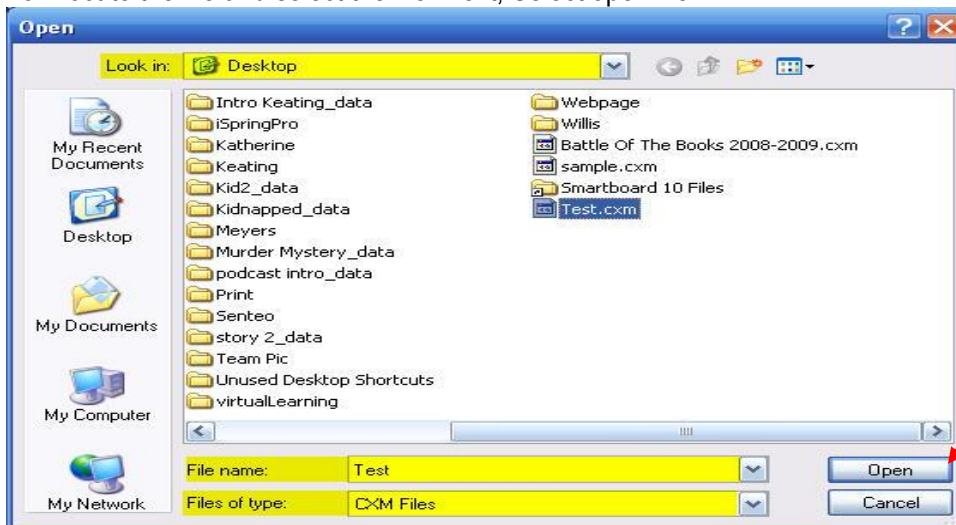 Open
Look in: Desktop
My Recent Documents
Desktop
My Documents
My Computer
My Network
Intro Keating_data
iSpringPro
Katherine
Keating
Kid2_data
Kidnapped_data
Meyers
Murder Mystery_data
podcast intro_data
Print
Senteo
story 2_data
Team Pic
Unused Desktop Shortcuts
virtualLearning
Webpage
Willis
Battle Of The Books 2008-2009.cxm
sample.cxm
Smartboard 10 Files
Test.cxm
File name: Test
Open
Files of type: CXM Files
Cancel